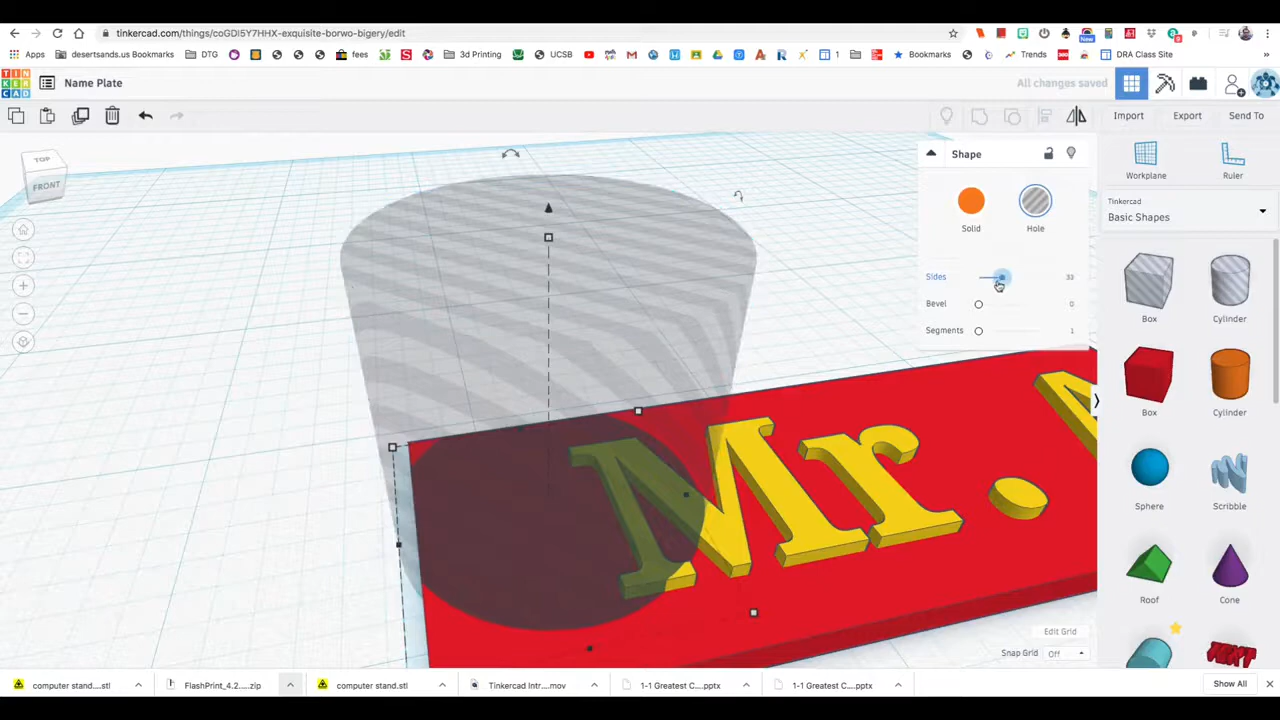 tinkercad.com/things/coGDI5Y7HHX-exquisite-borwo-bigery/edit
Apps desertsands.us Bookmarks DTG fees 3d Printing UCSB 1 Bookmarks Trends DRA Class Site »
TIN KER CAD Name Plate All changes saved
Import Export Send To
TOP
FRONT
Shape
Solid Hole
Sides 33
Bevel 0
Segments 1
Workplane Ruler
Tinkercad
Basic Shapes
Box Cylinder
Box Cylinder
Sphere Scribble
Roof Cone
Mr.
Edit Grid
Snap Grid Off
computer stand....stl FlashPrint_4.2.....zip computer stand.stl Tinkercad Intr....mov 1-1 Greatest C....pptx 1-1 Greatest C....pptx Show All